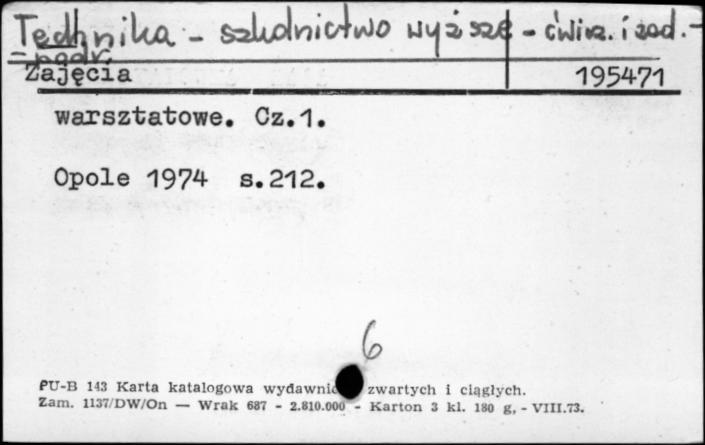 Technika - szkolnictwo wyższe - ćwicz. i zad. -
- podr.
Zajęcia 195471
warsztatowe. Cz.1.
Opole 1974 s.212.
6
PU-B 143 Karta katalogowa wydawnic zwartych i ciągłych.
Zam. 1137/DW/On — Wrak 687 - 2.810.000 - Karton 3 kl. 180 g, - VIII.73.